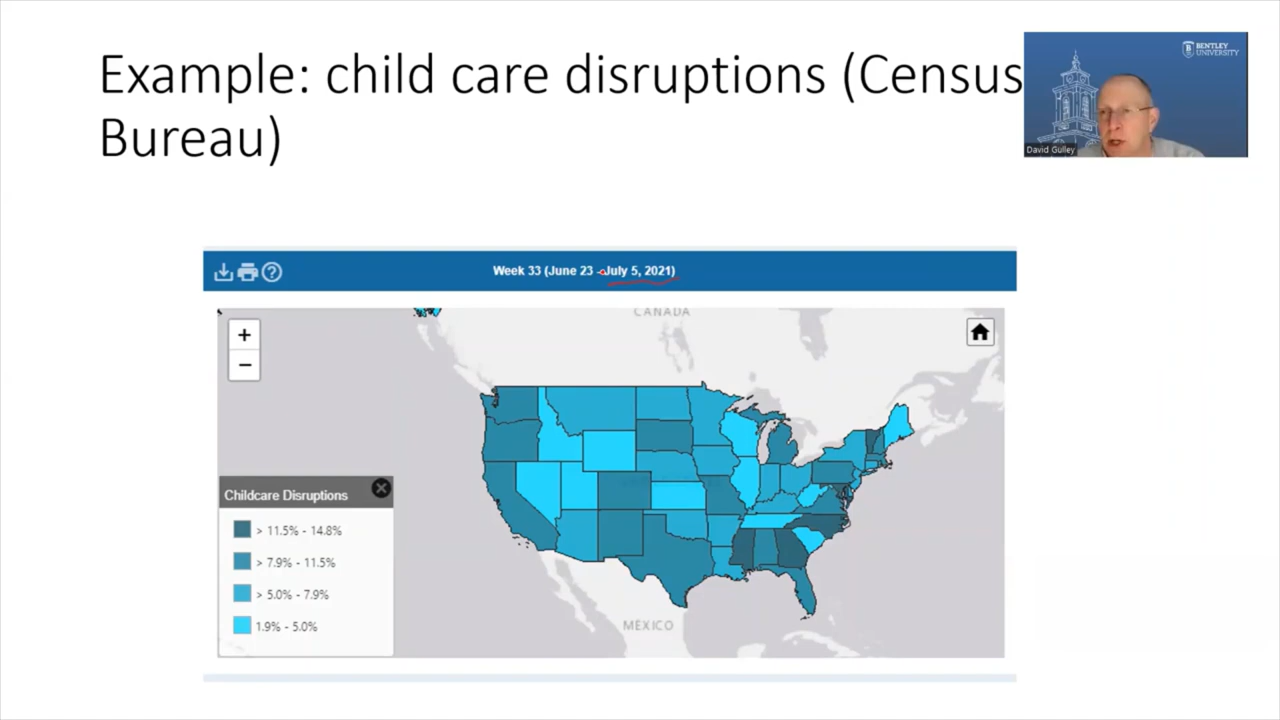 Example: child care disruptions (Census
Bureau)
BENTLEY
UNIVERSITY
David Gulley
Week 33 (June 23 - July 5, 2021)
CANADA
+
−
Childcare Disruptions
> 11.5% - 14.8%
> 7.9% - 11.5%
> 5.0% - 7.9%
1.9% - 5.0%
MÉXICO